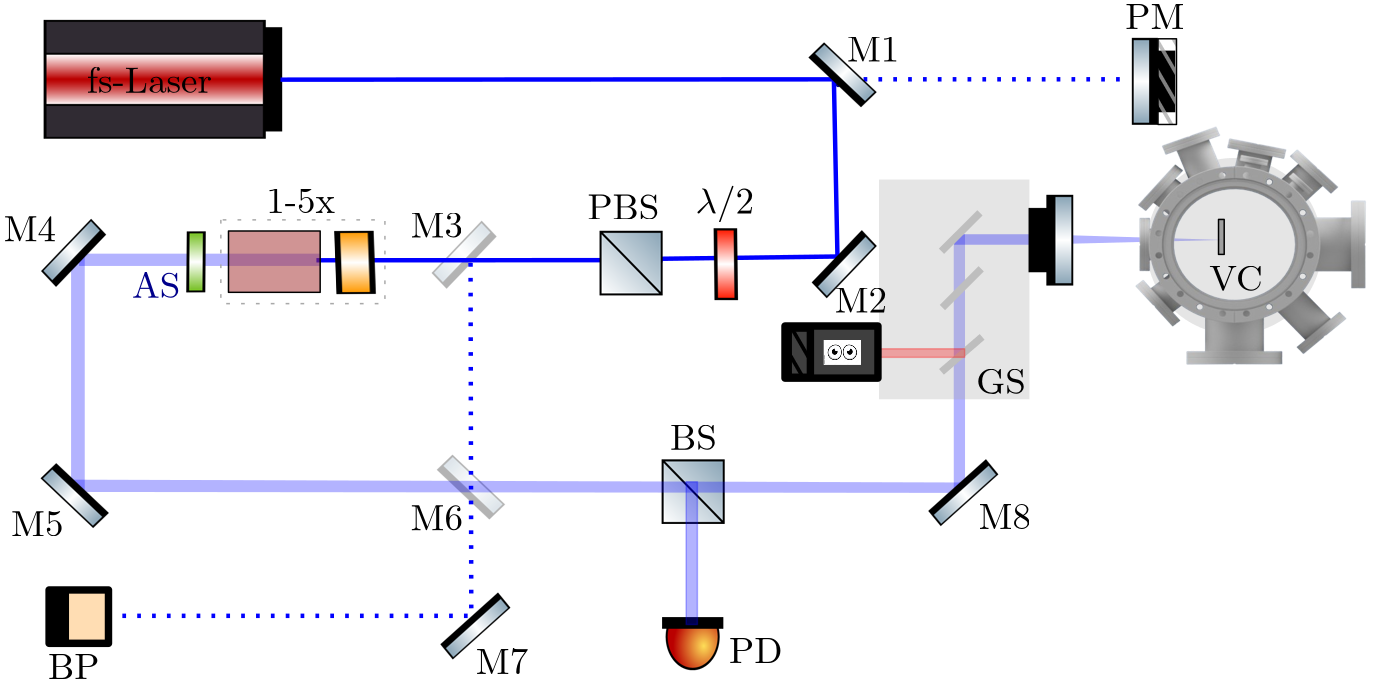 PM
M1
fs-Laser
1-5x
PBS
λ/2
M3
M4
AS
VC
M2
GS
BS
M5
M6
M8
PD
BP
M7